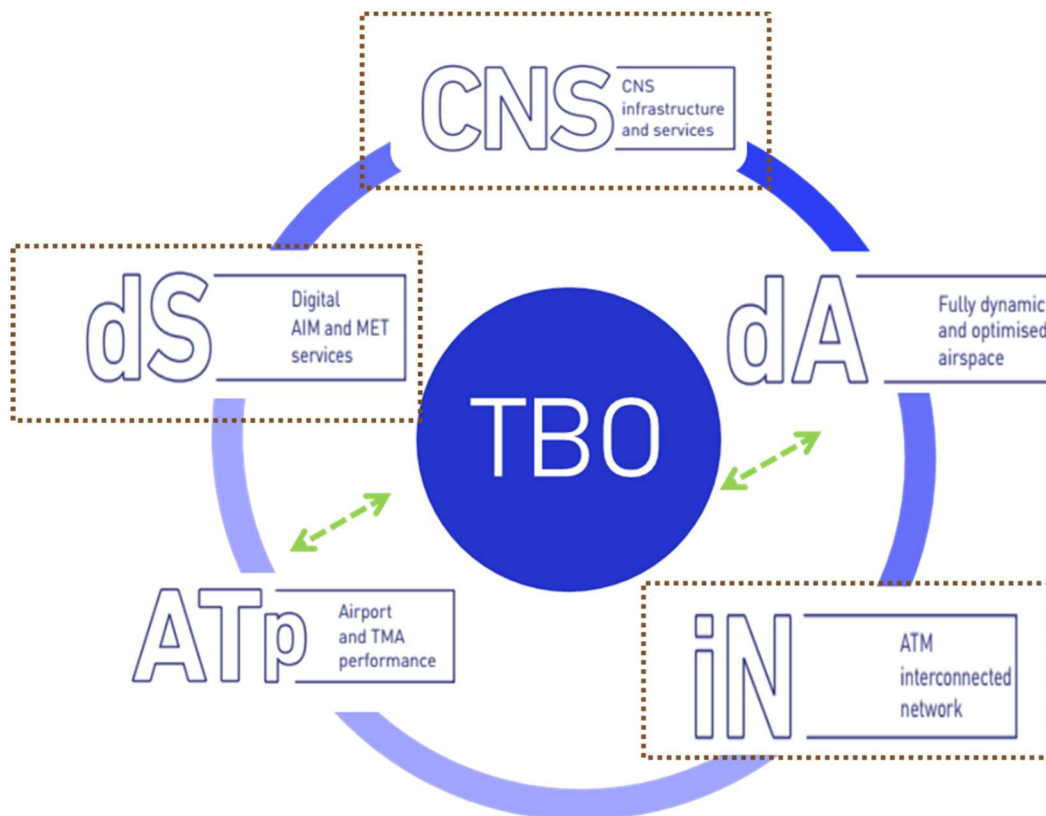 CNS
CNS
infrastructure
and services
dS
Digital
AIM and MET
services
dA
Fully dynamic
and optimised
airspace
TBO
ATp
Airport
and TMA
performance
iN
ATM
interconnected
network